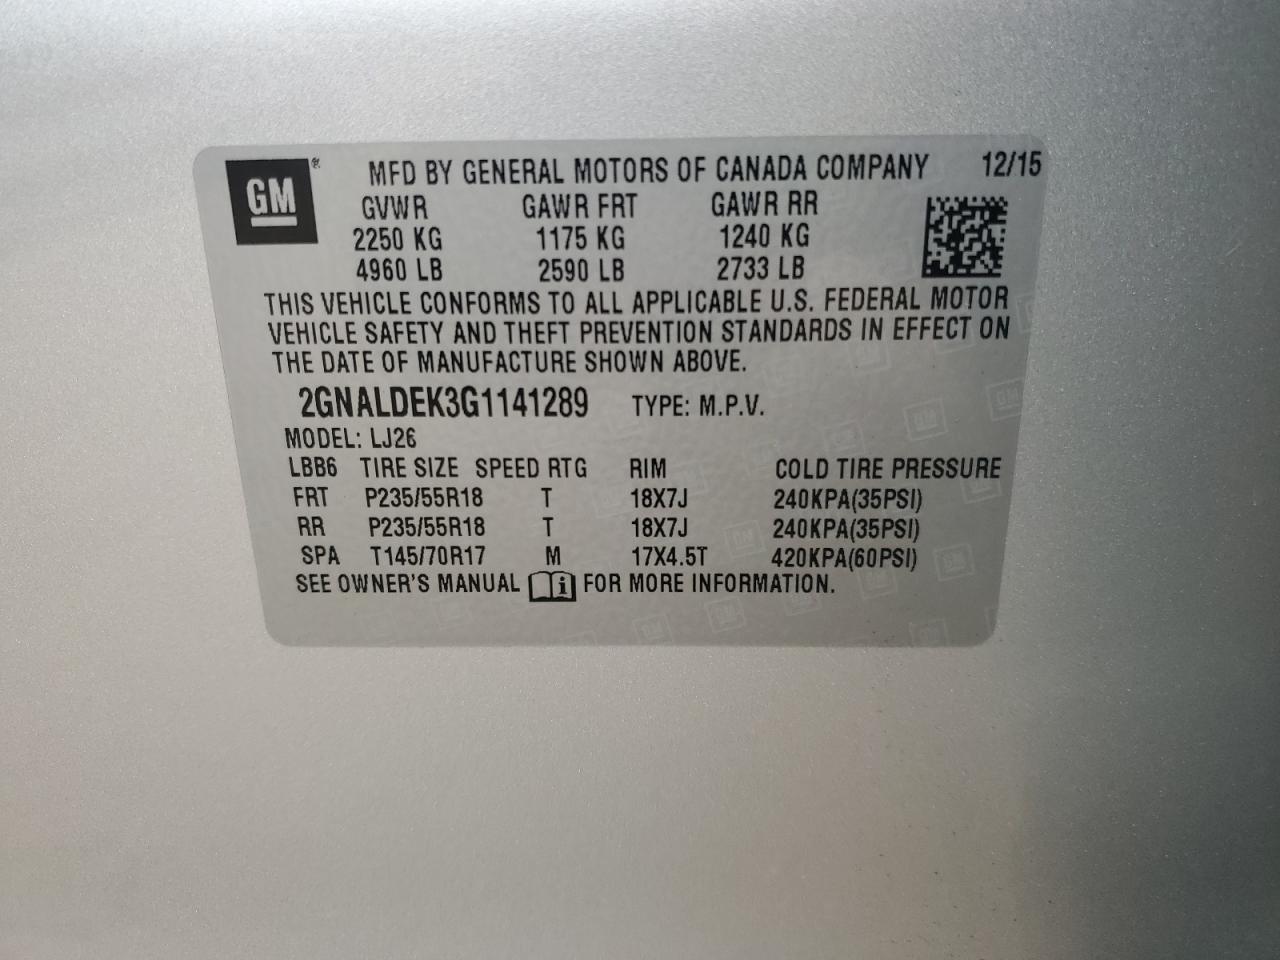 GM ® MFD BY GENERAL MOTORS OF CANADA COMPANY 12/15
GVWR GAWR FRT GAWR RR
2250 KG 1175 KG 1240 KG
4960 LB 2590 LB 2733 LB
THIS VEHICLE CONFORMS TO ALL APPLICABLE U.S. FEDERAL MOTOR
VEHICLE SAFETY AND THEFT PREVENTION STANDARDS IN EFFECT ON
THE DATE OF MANUFACTURE SHOWN ABOVE.
2GNALDEK3G1141289 TYPE: M.P.V.
MODEL: LJ26
LBB6 TIRE SIZE SPEED RTG RIM COLD TIRE PRESSURE
FRT P235/55R18 T 18X7J 240KPA(35PSI)
RR P235/55R18 T 18X7J 240KPA(35PSI)
SPA T145/70R17 M 17X4.5T 420KPA(60PSI)
SEE OWNER'S MANUAL i FOR MORE INFORMATION.